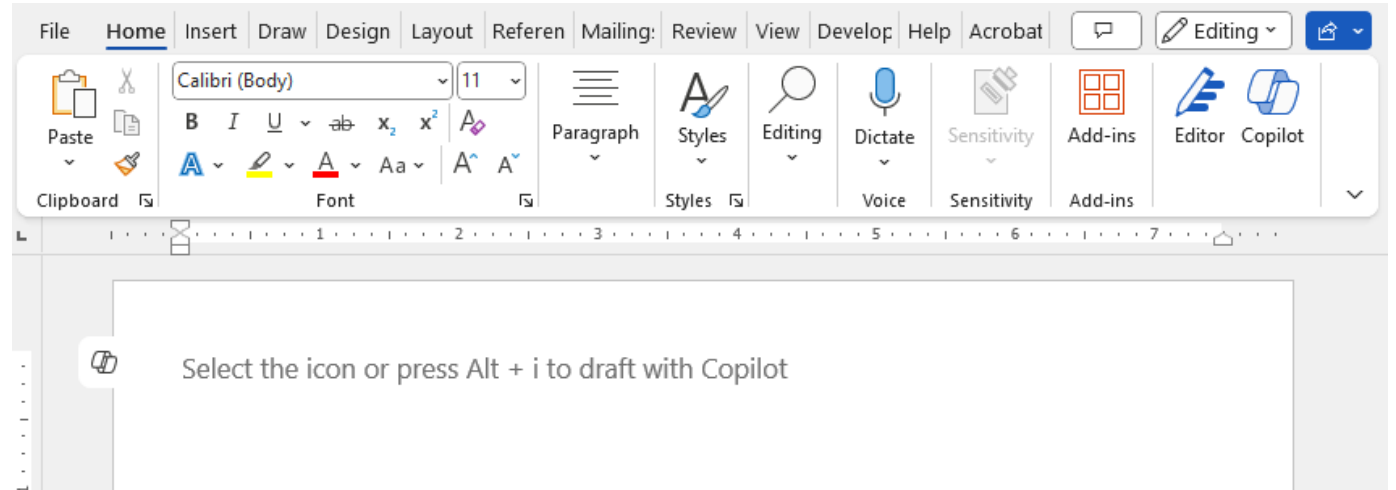 File Home Insert Draw Design Layout Referen Mailing: Review View Develop Help Acrobat Editing
Calibri (Body) 11
B I U ab x₂ x² A
A A Aa A^ Aˇ
Paste Paragraph Styles Editing Dictate Sensitivity Add-ins Editor Copilot
Clipboard Font Styles Voice Sensitivity Add-ins
1 2 3 4 5 6 7
Select the icon or press Alt + i to draft with Copilot